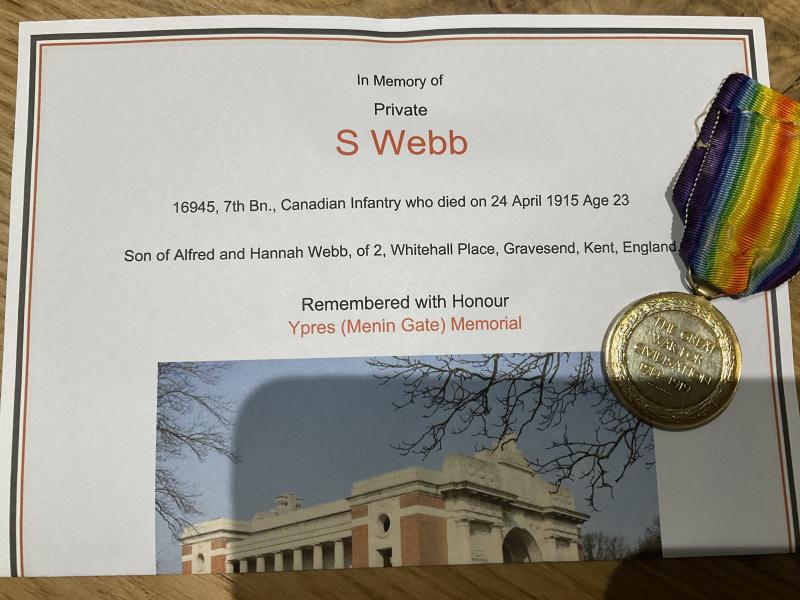 In Memory of
Private
S Webb
16945, 7th Bn., Canadian Infantry who died on 24 April 1915 Age 23
Son of Alfred and Hannah Webb, of 2, Whitehall Place, Gravesend, Kent, England.
Remembered with Honour
Ypres (Menin Gate) Memorial
THE GREAT
WAR FOR
CIVILISATION
1914-1919